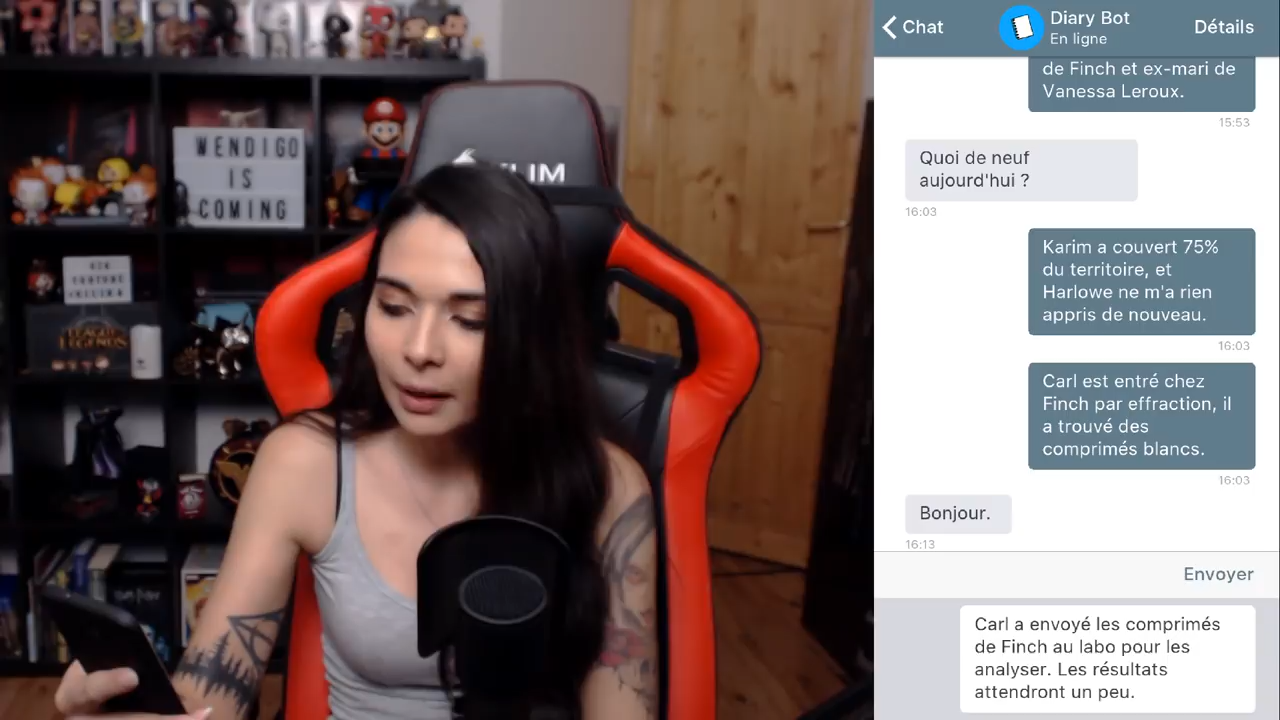 WENDIGO
IS
COMING
LEAGUE OF
LEGENDS
Chat
Diary Bot
En ligne
Détails
de Finch et ex-mari de
Vanessa Leroux.
15:53
Quoi de neuf
aujourd'hui ?
16:03
Karim a couvert 75%
du territoire, et
Harlowe ne m'a rien
appris de nouveau.
16:03
Carl est entré chez
Finch par effraction, il
a trouvé des
comprimés blancs.
16:03
Bonjour.
16:13
Envoyer
Carl a envoyé les comprimés
de Finch au labo pour les
analyser. Les résultats
attendront un peu.